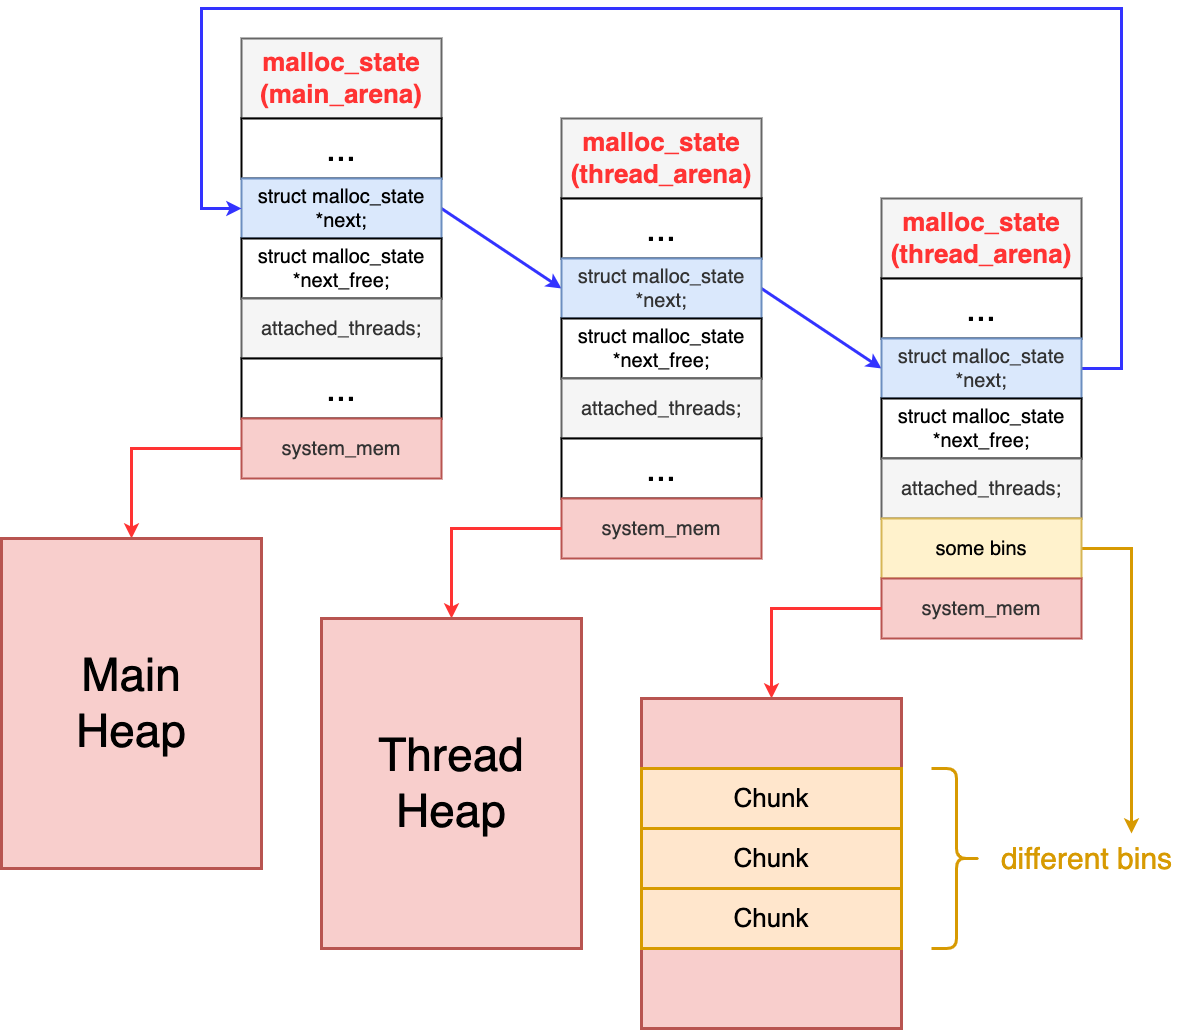 malloc_state
(main_arena)
...
struct malloc_state
*next;
struct malloc_state
*next_free;
attached_threads;
...
system_mem
Main
Heap
malloc_state
(thread_arena)
...
struct malloc_state
*next;
struct malloc_state
*next_free;
attached_threads;
...
system_mem
Thread
Heap
malloc_state
(thread_arena)
...
struct malloc_state
*next;
struct malloc_state
*next_free;
attached_threads;
some bins
system_mem
Chunk
Chunk
Chunk
different bins